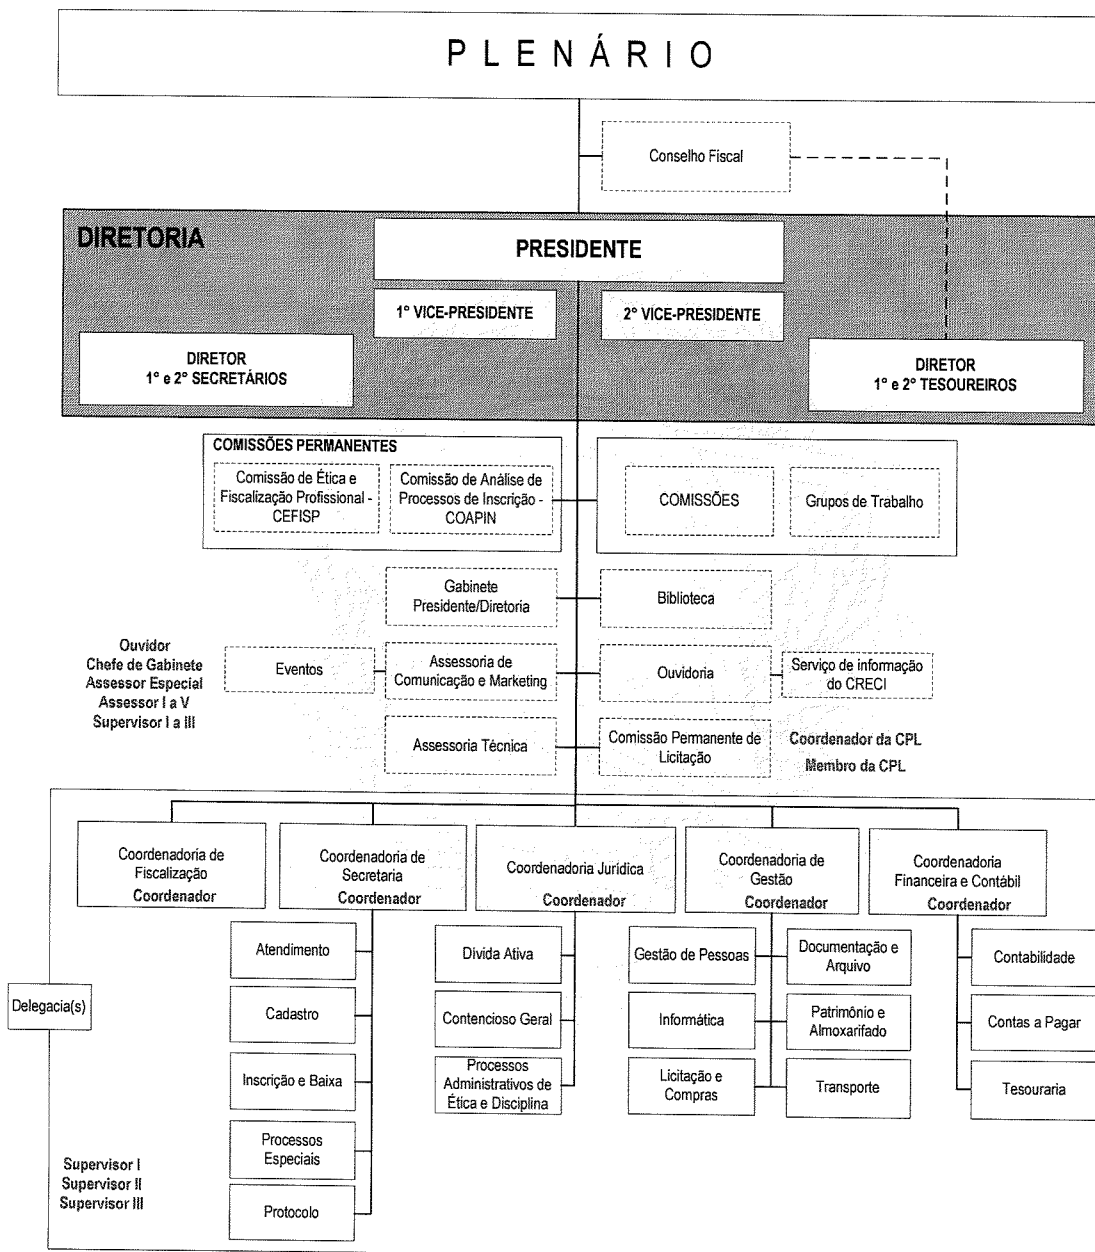 PLENÁRIO
Conselho Fiscal
DIRETORIA
PRESIDENTE
1° VICE-PRESIDENTE
2° VICE-PRESIDENTE
DIRETOR
1° e 2° SECRETÁRIOS
DIRETOR
1° e 2° TESOUREIROS
COMISSÕES PERMANENTES
Comissão de Ética e
Fiscalização Profissional -
CEFISP
Comissão de Análise de
Processos de Inscrição -
COAPIN
COMISSÕES
Grupos de Trabalho
Gabinete
Presidente/Diretoria
Biblioteca
Ouvidor
Chefe de Gabinete
Assessor Especial
Assessor I a V
Supervisor I a III
Eventos
Assessoria de
Comunicação e Marketing
Ouvidoria
Serviço de informação
do CRECI
Assessoria Técnica
Comissão Permanente de
Licitação
Coordenador da CPL
Membro da CPL
Coordenadoria de
Fiscalização
Coordenador
Coordenadoria de
Secretaria
Coordenador
Coordenadoria Jurídica
Coordenador
Coordenadoria de
Gestão
Coordenador
Coordenadoria
Financeira e Contábil
Coordenador
Atendimento
Cadastro
Inscrição e Baixa
Processos
Especiais
Protocolo
Dívida Ativa
Contencioso Geral
Processos
Administrativos de
Ética e Disciplina
Gestão de Pessoas
Documentação e
Arquivo
Informática
Patrimônio e
Almoxarifado
Licitação e
Compras
Transporte
Contabilidade
Contas a Pagar
Tesouraria
Delegacia(s)
Supervisor I
Supervisor II
Supervisor III